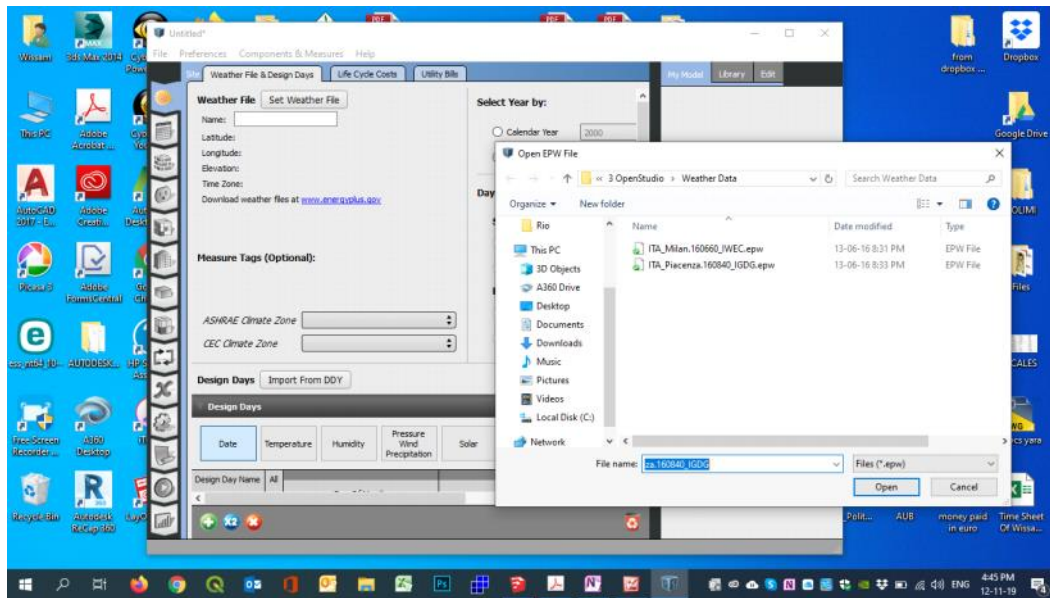 Untitled*
File Preferences Components & Measures Help
Site Weather File & Design Days Life Cycle Costs Utility Bills
My Model Library Edit
Weather File Set Weather File
Name:
Latitude:
Longitude:
Elevation:
Time Zone:
Download weather files at www.energyplus.gov
Measure Tags (Optional):
ASHRAE Climate Zone
CEC Climate Zone
Design Days Import From DDY
Design Days
Date Temperature Humidity Pressure Wind Precipitation Solar
Design Day Name All
Select Year by:
Calendar Year 2000
Day
Open EPW File
« 3 OpenStudio › Weather Data
Search Weather Data
Organize New folder
Name Date modified Type
ITA_Milan.160660_IWEC.epw 13-06-16 8:31 PM EPW File
ITA_Piacenza.160840_IGDG.epw 13-06-16 8:33 PM EPW File
Rio
This PC
3D Objects
A360 Drive
Desktop
Documents
Downloads
Music
Pictures
Videos
Local Disk (C:)
Network
File name: za.160840_IGDG Files (*.epw)
Open Cancel
Wissam
3ds Max 2014
This PC
Adobe Acrobat ...
AutoCAD 2017 - E...
Adobe Creati...
Picasa 3
Adobe FormsCentral
AUTODESK...
Free Screen Recorder ...
A360 Desktop
Recycle Bin
Autodesk ReCap 360
from dropbox ...
Dropbox
Google Drive
Files
AUB
money paid in euro
Time Sheet Of Wissa...
PDF
PDF
PDF
X2
Ps
ENG
4:45 PM
12-11-19
4